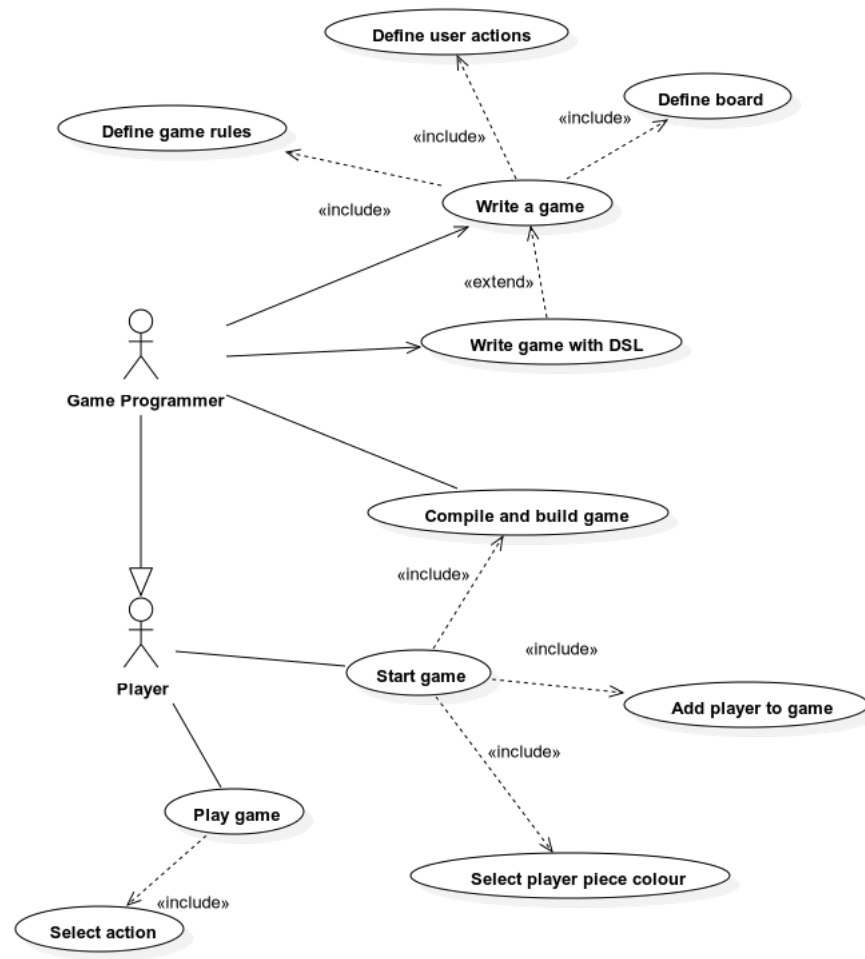 Define user actions
Define board
«include»
«include»
Define game rules
«include»
Write a game
«extend»
Write game with DSL
Game Programmer
Compile and build game
«include»
«include»
Start game
Player
Add player to game
«include»
Play game
Select player piece colour
«include»
Select action